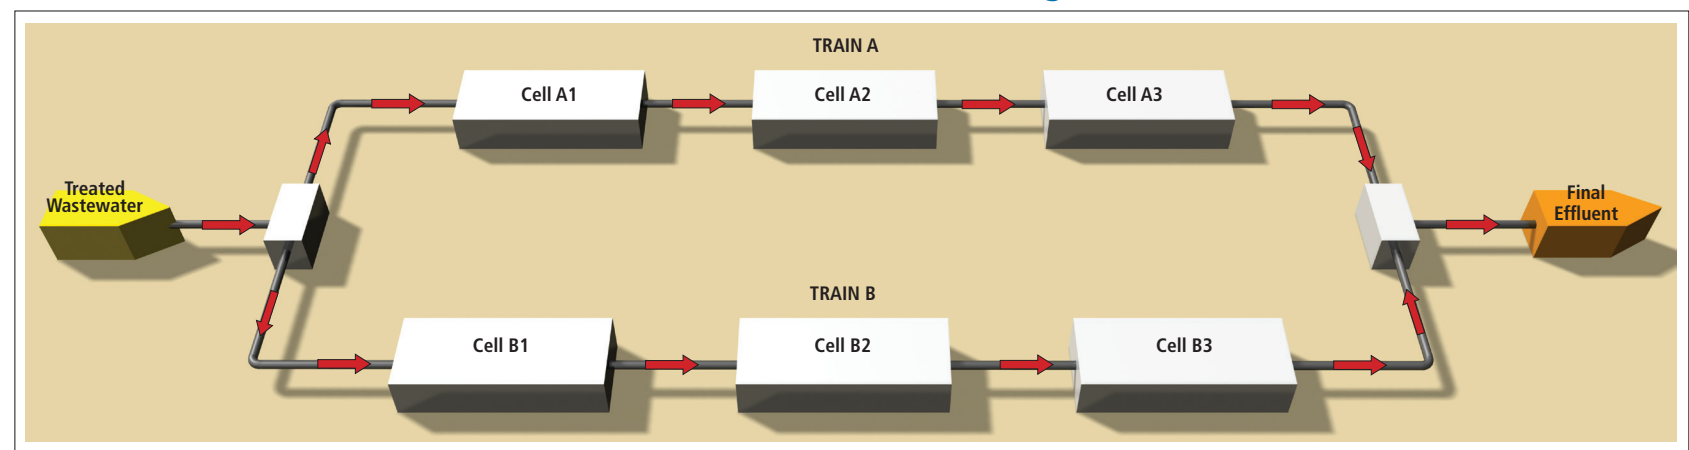 TRAIN A
Cell A1
Cell A2
Cell A3
Treated
Wastewater
Final
Effluent
TRAIN B
Cell B1
Cell B2
Cell B3